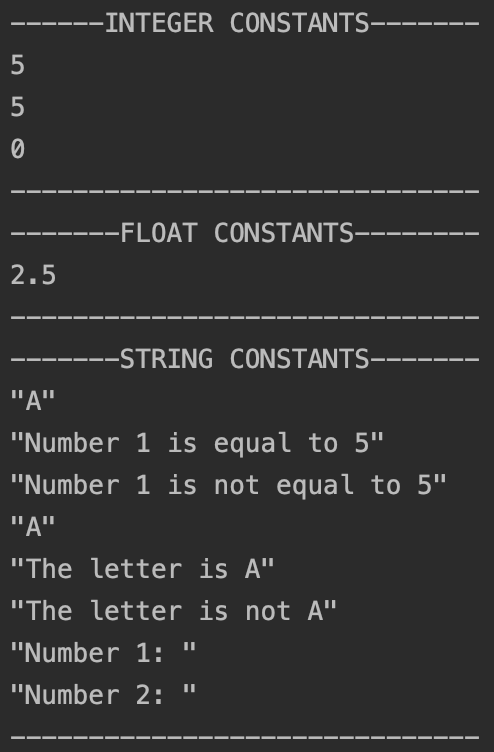 ------INTEGER CONSTANTS-------
5
5
0
------------------------------
-------FLOAT CONSTANTS--------
2.5
------------------------------
-------STRING CONSTANTS-------
"A"
"Number 1 is equal to 5"
"Number 1 is not equal to 5"
"A"
"The letter is A"
"The letter is not A"
"Number 1: "
"Number 2: "
------------------------------